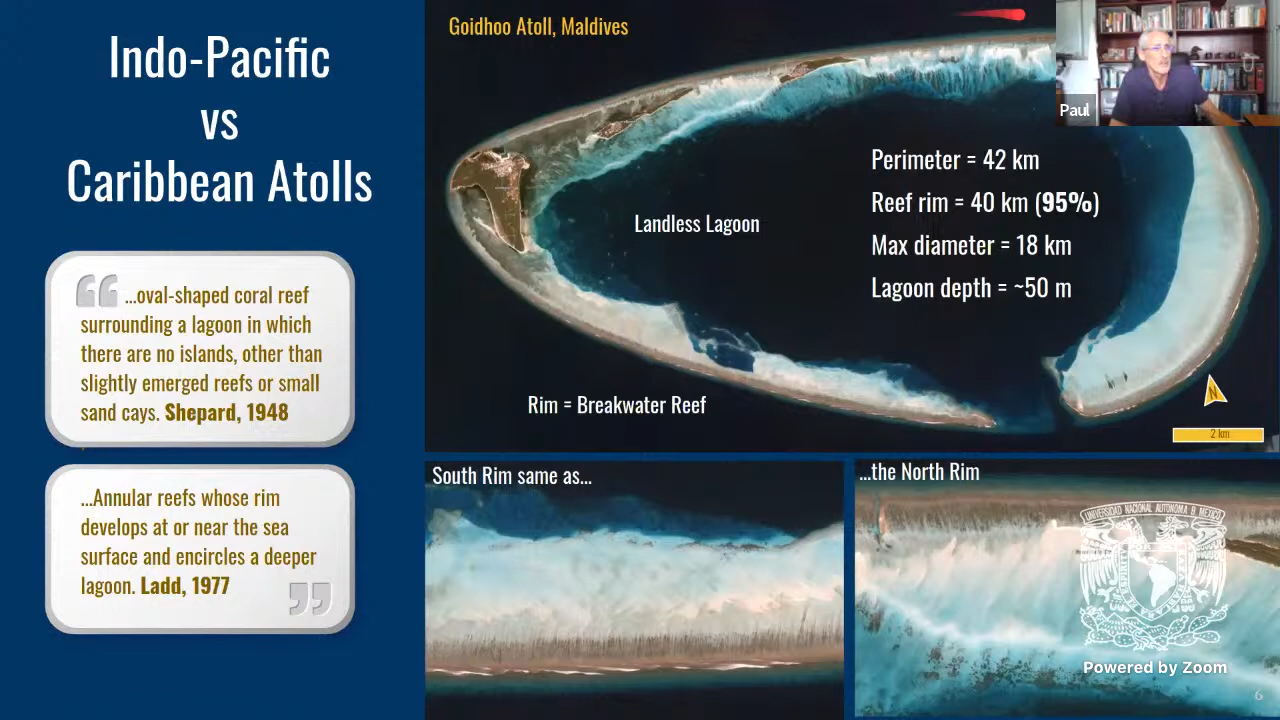 Indo-Pacific
vs
Caribbean Atolls
...oval-shaped coral reef
surrounding a lagoon in which
there are no islands, other than
slightly emerged reefs or small
sand cays. Shepard, 1948
...Annular reefs whose rim
develops at or near the sea
surface and encircles a deeper
lagoon. Ladd, 1977
Goidhoo Atoll, Maldives
Paul
Perimeter = 42 km
Reef rim = 40 km (95%)
Max diameter = 18 km
Lagoon depth = ~50 m
Landless Lagoon
Rim = Breakwater Reef
N
2 km
South Rim same as...
...the North Rim
UNIVERSIDAD NACIONAL AUTONOMA
MEXICO
Powered by Zoom
6